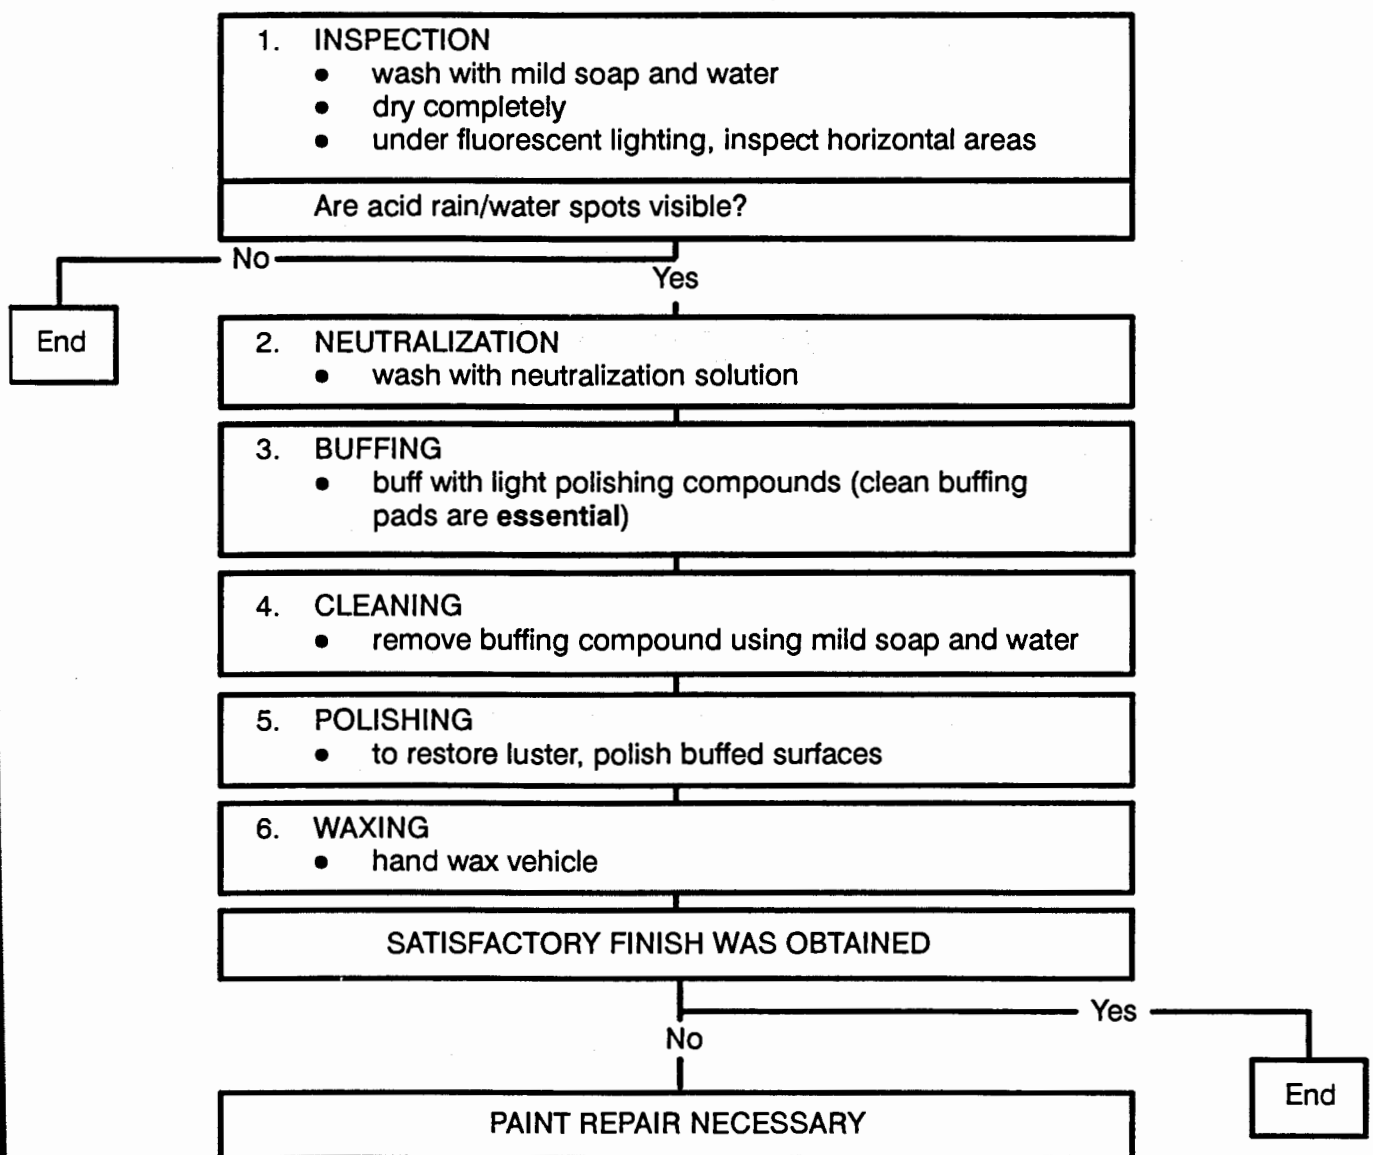 1. INSPECTION
• wash with mild soap and water
• dry completely
• under fluorescent lighting, inspect horizontal areas
Are acid rain/water spots visible?
No
Yes
End
2. NEUTRALIZATION
• wash with neutralization solution
3. BUFFING
• buff with light polishing compounds (clean buffing
pads are essential)
4. CLEANING
• remove buffing compound using mild soap and water
5. POLISHING
• to restore luster, polish buffed surfaces
6. WAXING
• hand wax vehicle
SATISFACTORY FINISH WAS OBTAINED
Yes
No
End
PAINT REPAIR NECESSARY